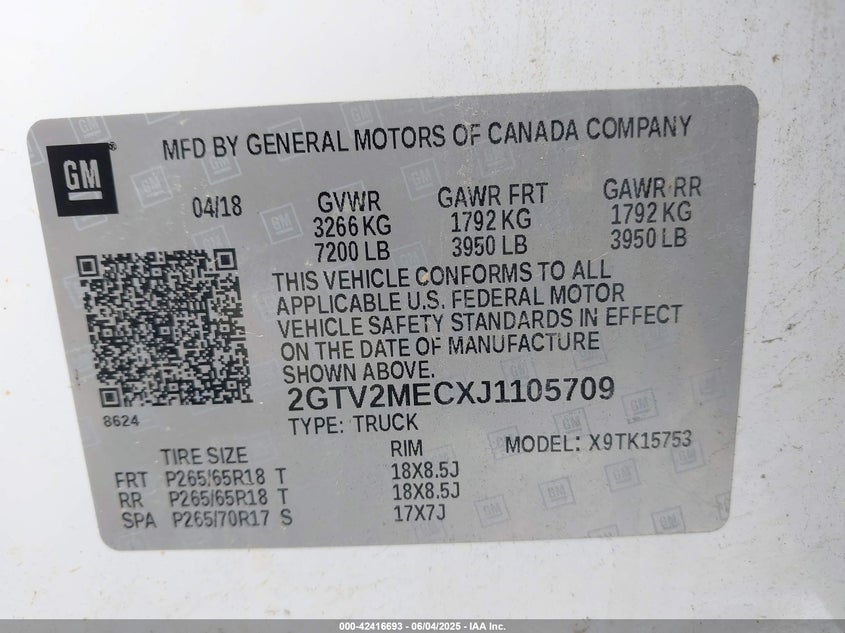 MFD BY GENERAL MOTORS OF CANADA COMPANY
GM
04/18 GVWR GAWR FRT GAWR RR
3266 KG 1792 KG 1792 KG
7200 LB 3950 LB 3950 LB
THIS VEHICLE CONFORMS TO ALL
APPLICABLE U.S. FEDERAL MOTOR
VEHICLE SAFETY STANDARDS IN EFFECT
ON THE DATE OF MANUFACTURE
SHOWN ABOVE.
8624
2GTV2MECXJ1105709
TYPE: TRUCK
MODEL: X9TK15753
TIRE SIZE RIM
FRT P265/65R18 T 18X8.5J
RR P265/65R18 T 18X8.5J
SPA P265/70R17 S 17X7J
000-42416693 - 06/04/2025 - IAA Inc.